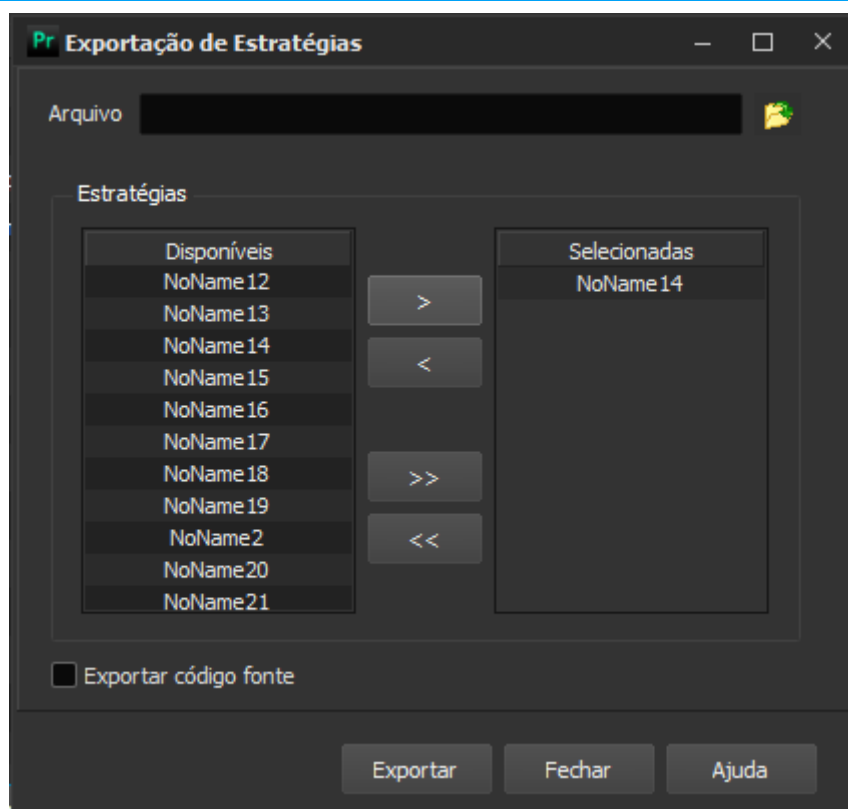 Pr Exportação de Estratégias
Arquivo
Estratégias
Disponíveis
NoName12
NoName13
NoName14
NoName15
NoName16
NoName17
NoName18
NoName19
NoName2
NoName20
NoName21
>
<
>>
<<
Selecionadas
NoName14
Exportar código fonte
Exportar Fechar Ajuda